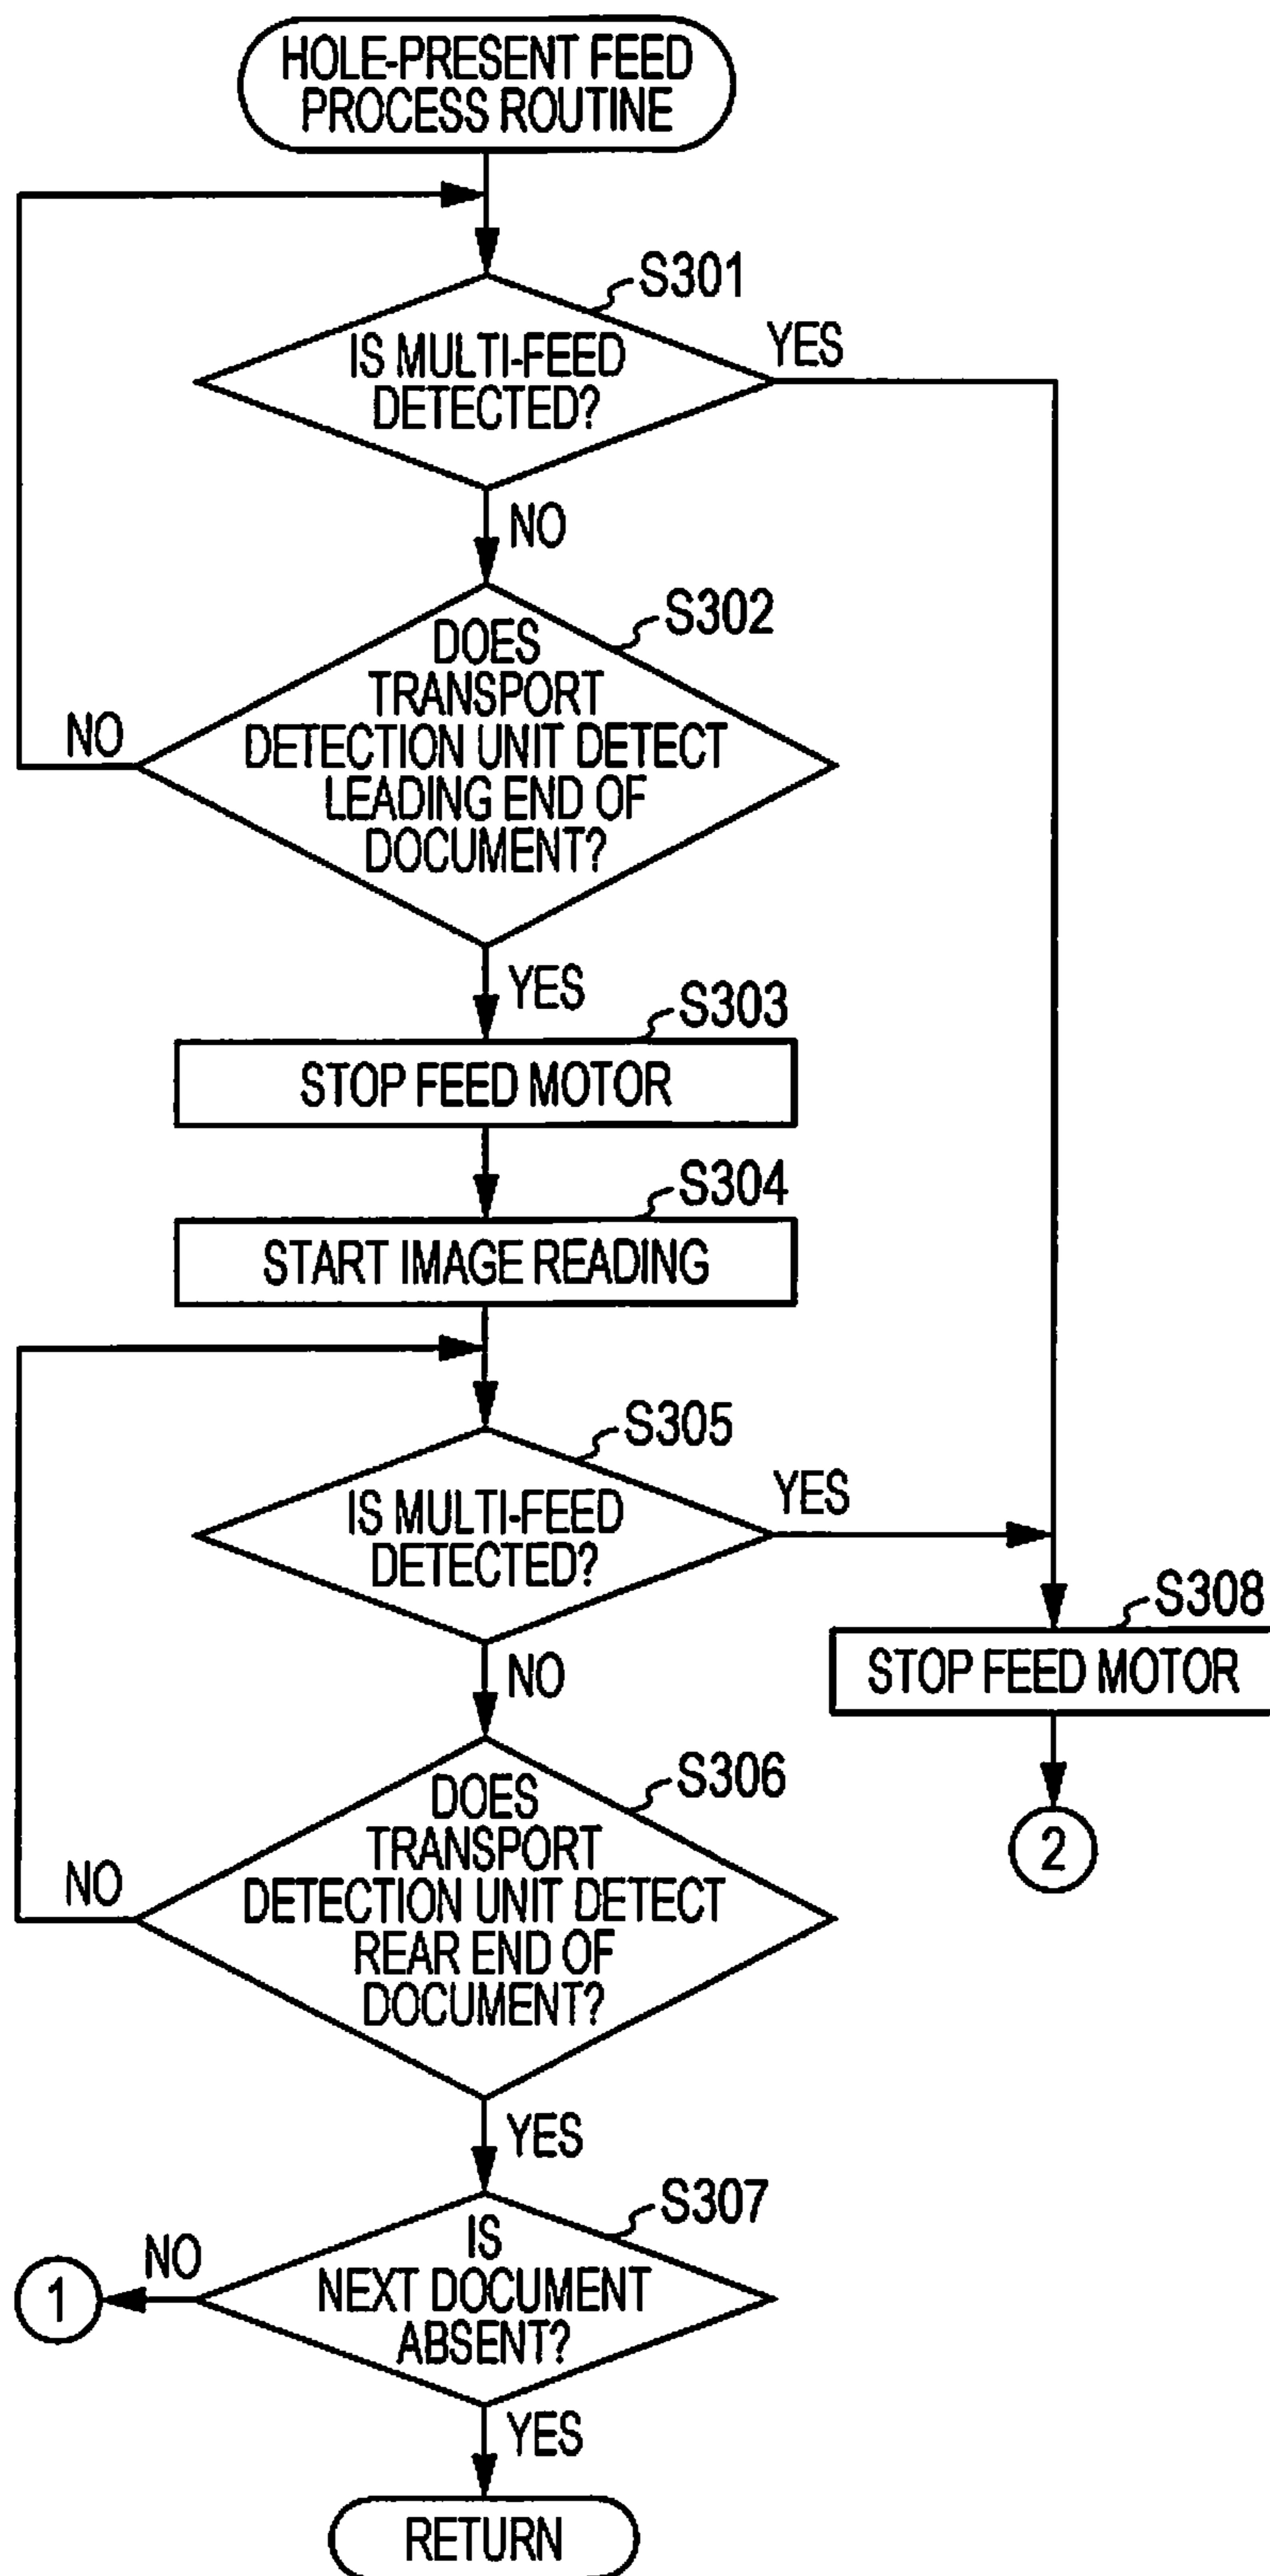 HOLE-PRESENT FEED
PROCESS ROUTINE
S301
IS MULTI-FEED
DETECTED?
YES
NO
S302
DOES
TRANSPORT
DETECTION UNIT DETECT
LEADING END OF
DOCUMENT?
NO
YES
S303
STOP FEED MOTOR
S304
START IMAGE READING
S305
IS MULTI-FEED
DETECTED?
YES
NO
S308
STOP FEED MOTOR
2
S306
DOES
TRANSPORT
DETECTION UNIT DETECT
REAR END OF
DOCUMENT?
NO
YES
S307
IS
NEXT DOCUMENT
ABSENT?
NO
1
YES
RETURN